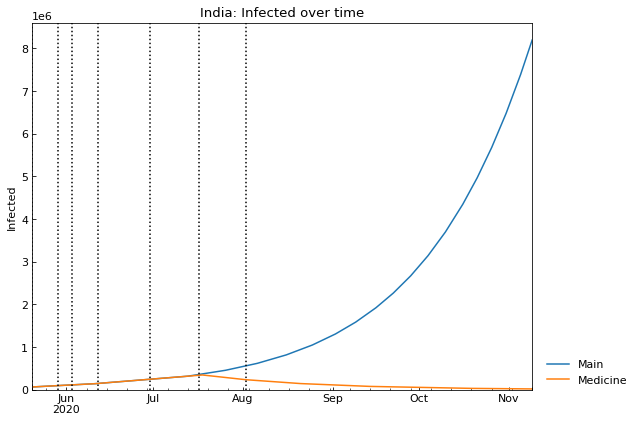 India: Infected over time
1e6
8
7
6
5
4
3
2
1
0
Infected
Jun
2020
Jul
Aug
Sep
Oct
Nov
Main
Medicine